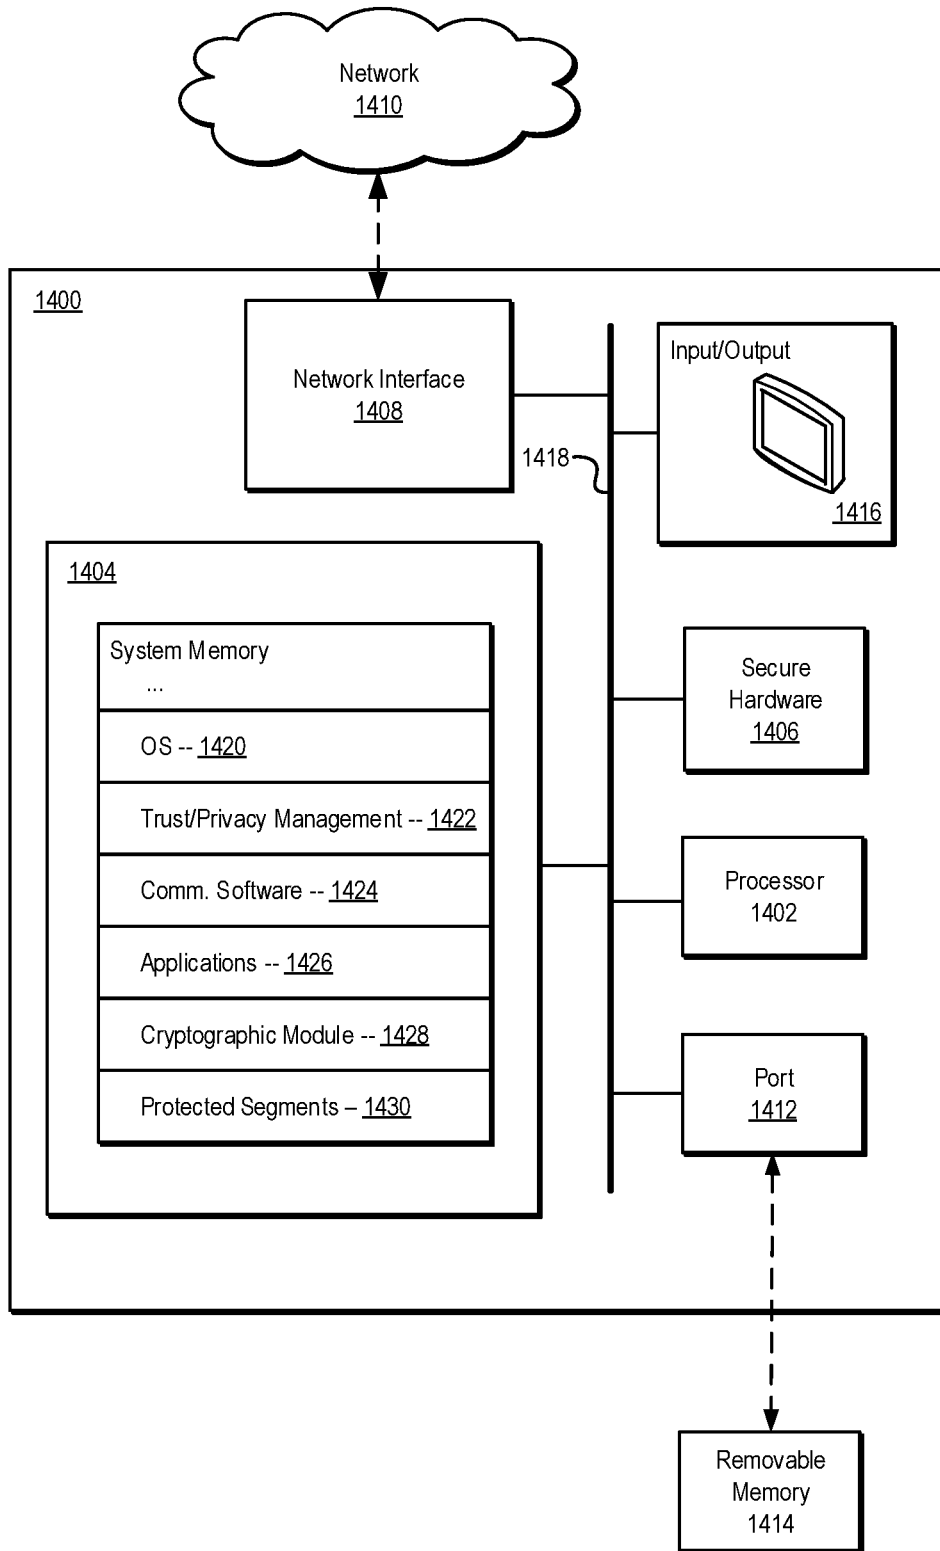 Network
1410
1400
Network Interface
1408
Input/Output
1416
1418
1404
System Memory
...
OS -- 1420
Trust/Privacy Management -- 1422
Comm. Software -- 1424
Applications -- 1426
Cryptographic Module -- 1428
Protected Segments – 1430
Secure
Hardware
1406
Processor
1402
Port
1412
Removable
Memory
1414